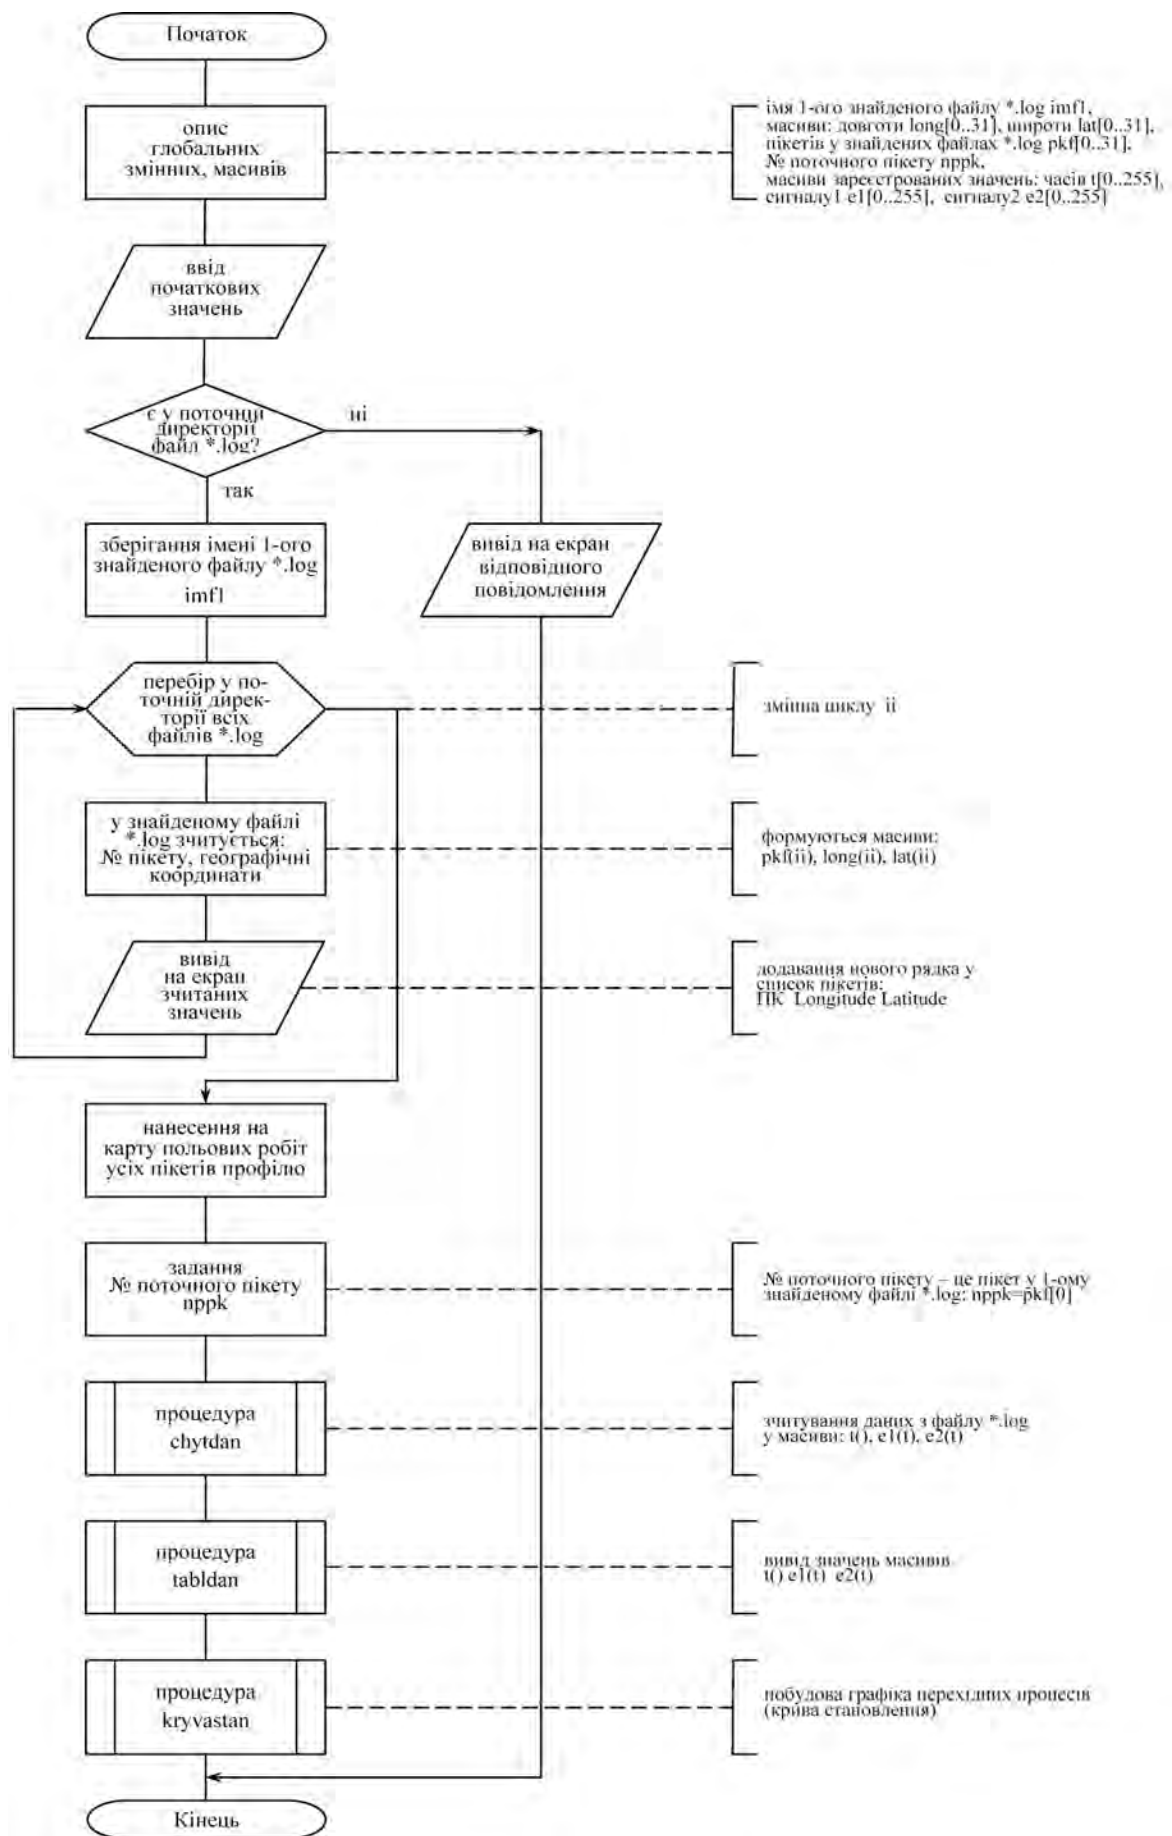 Початок
опис
глобальних
змінних, масивів
імя 1-ого знайденого файлу *.log imf1,
масиви: довготи long[0..31], широти lat[0..31],
пікетів у знайдених файлах *.log pkf[0..31],
№ поточного пікету nppk,
масиви зареєстрованих значень: часів t[0..255],
сигналу1 e1[0..255], сигналу2 e2[0..255]
ввід
початкових
значень
є у поточній
директорії
файл *.log?
ні
так
зберігання імені 1-ого
знайденого файлу *.log
imf1
вивід на екран
відповідного
повідомлення
перебір у по-
точній дирек-
торії всіх
файлів *.log
змінна циклу ii
у знайденому файлі
*.log зчитується:
№ пікету, географічні
координати
формуються масиви:
pkf(ii), long(ii), lat(ii)
вивід
на екран
зчитаних
значень
додавання нового рядка у
список пікетів:
ПК Longitude Latitude
нанесення на
карту польових робіт
усіх пікетів профілю
задання
№ поточного пікету
nppk
№ поточного пікету – це пікет у 1-ому
знайденому файлі *.log: nppk=pkf[0]
процедура
chytdan
зчитування даних з файлу *.log
у масиви: t(), e1(t), e2(t)
процедура
tabldan
вивід значень масивів
t() e1(t) e2(t)
процедура
kryvastan
побудова графіка перехідних процесів
(крива становлення)
Кінець